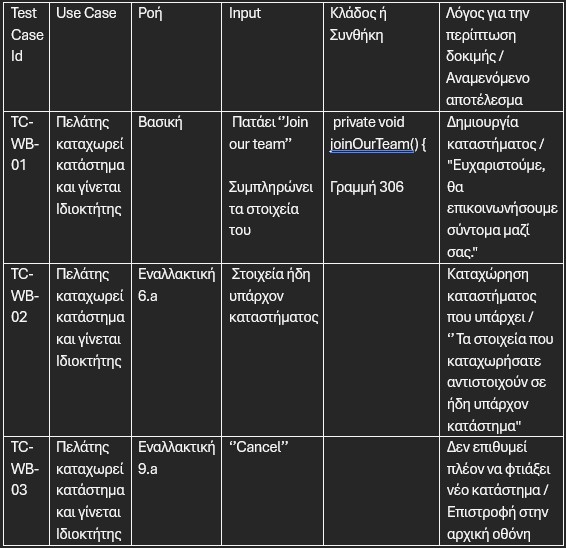 Test Case Id
Use Case
Ροή
Input
Κλάδος ή Συνθήκη
Λόγος για την περίπτωση δοκιμής / Αναμενόμενο αποτέλεσμα
TC-WB-01
Πελάτης καταχωρεί κατάστημα και γίνεται Ιδιοκτήτης
Βασική
Πατάει ‘’Join our team’’
Συμπληρώνει τα στοιχεία του
private void joinOurTeam() {
Γραμμή 306
Δημιουργία καταστήματος / "Ευχαριστούμε, θα επικοινωνήσουμε σύντομα μαζί σας."
TC-WB-02
Πελάτης καταχωρεί κατάστημα και γίνεται Ιδιοκτήτης
Εναλλακτική 6.a
Στοιχεία ήδη υπάρχον καταστήματος
Καταχώρηση καταστήματος που υπάρχει / ‘’Τα στοιχεία που καταχωρήσατε αντιστοιχούν σε ήδη υπάρχον κατάστημα"
TC-WB-03
Πελάτης καταχωρεί κατάστημα και γίνεται Ιδιοκτήτης
Εναλλακτική 9.a
‘’Cancel’’
Δεν επιθυμεί πλέον να φτιάξει νέο κατάστημα / Επιστροφή στην αρχική οθόνη